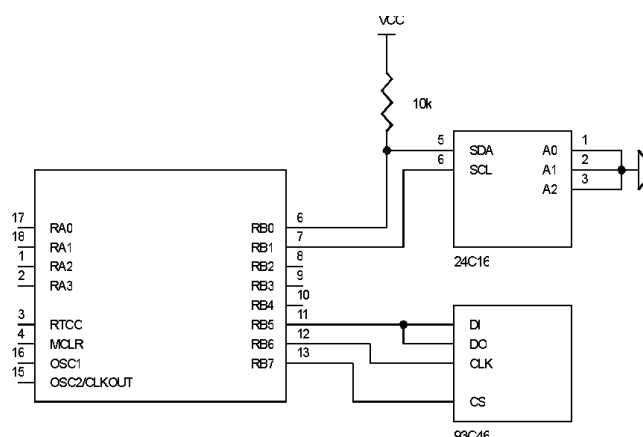 VCC
10k
5 SDA A0 1
6 SCL A1 2
A2 3
24C16
17 RA0 RB0 6
18 RA1 RB1 7
1 RA2 RB2 8
2 RA3 RB3 9
RB4 10
3 RTCC RB5 11
4 MCLR RB6 12
16 OSC1 RB7 13
15 OSC2/CLKOUT
DI
DO
CLK
CS
93C46